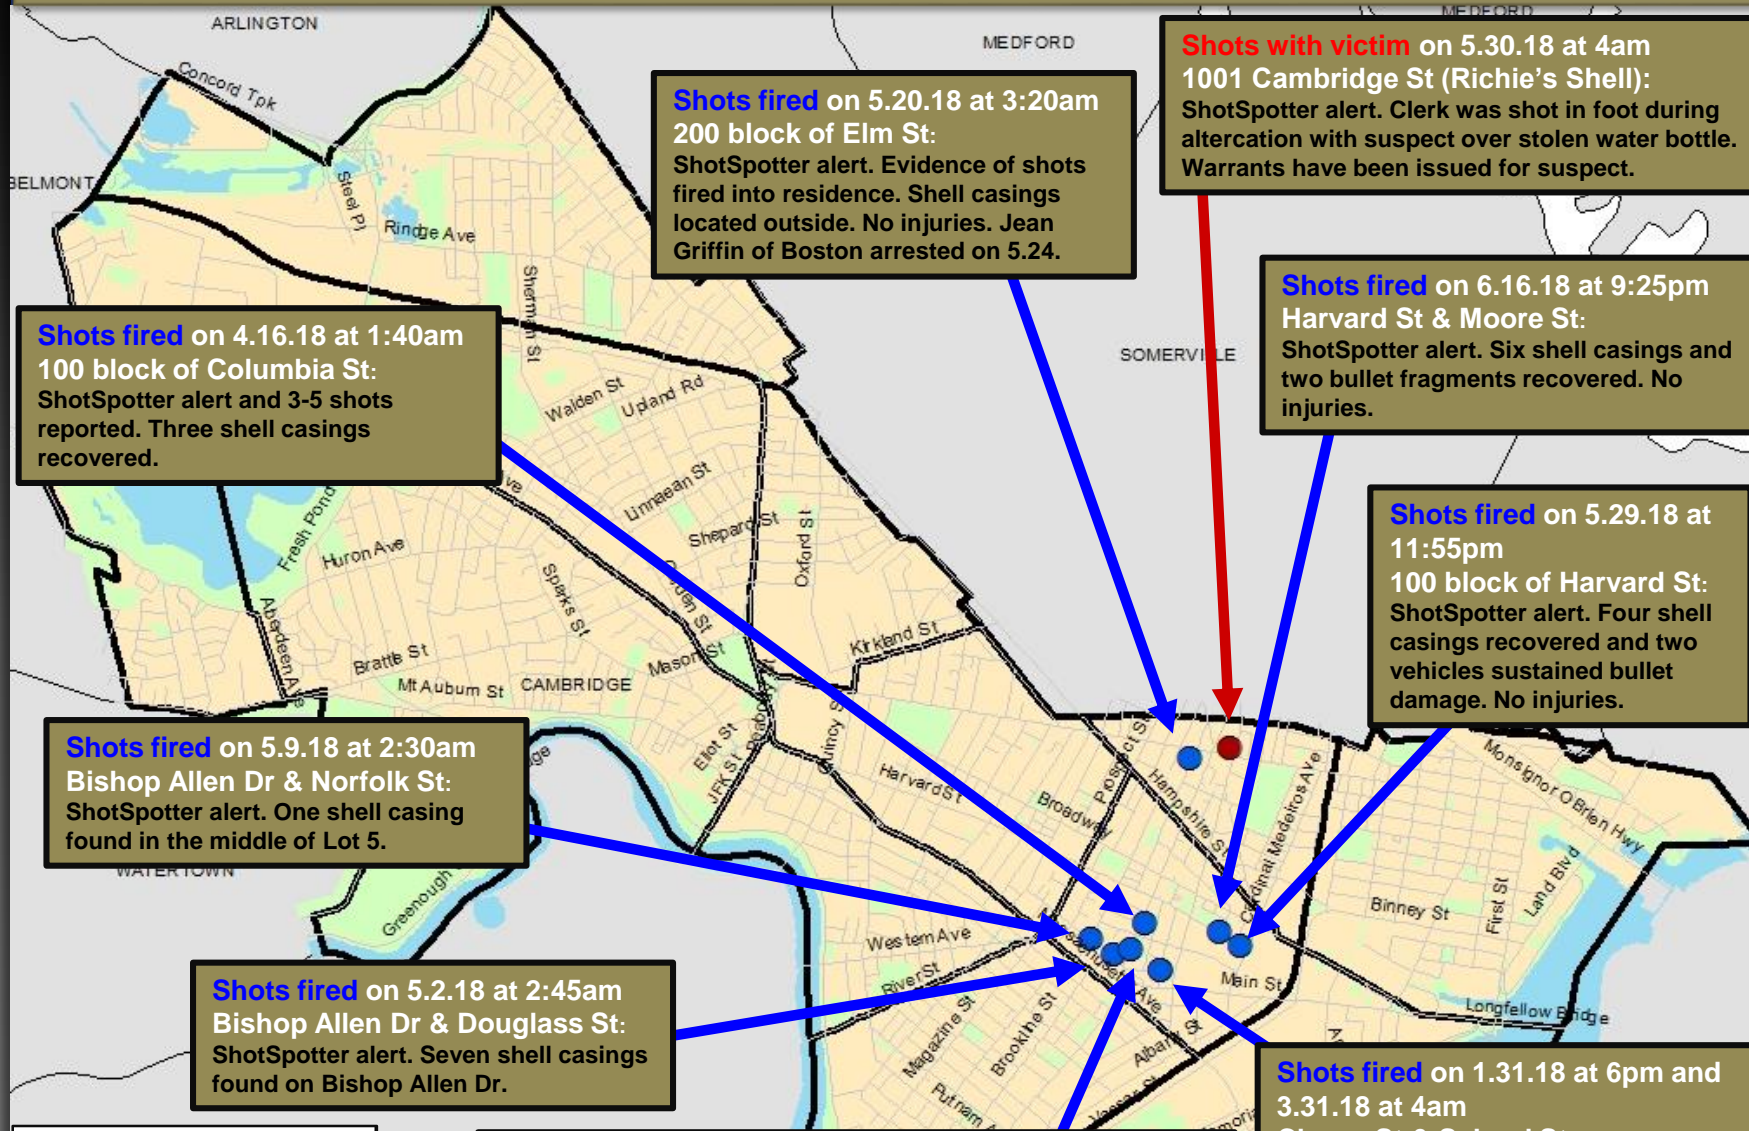 ARLINGTON
MEDFORD
MEDFORD
Concord Tpk
BELMONT
Steel Pl
Rindge Ave
Sherman St
Shots fired on 5.20.18 at 3:20am
200 block of Elm St:
ShotSpotter alert. Evidence of shots
fired into residence. Shell casings
located outside. No injuries. Jean
Griffin of Boston arrested on 5.24.
Shots with victim on 5.30.18 at 4am
1001 Cambridge St (Richie's Shell):
ShotSpotter alert. Clerk was shot in foot during
altercation with suspect over stolen water bottle.
Warrants have been issued for suspect.
Shots fired on 6.16.18 at 9:25pm
Harvard St & Moore St:
ShotSpotter alert. Six shell casings and
two bullet fragments recovered. No
injuries.
SOMERVILLE
Shots fired on 4.16.18 at 1:40am
100 block of Columbia St:
ShotSpotter alert and 3-5 shots
reported. Three shell casings
recovered.
Walden St
Upland Rd
Linnaean St
Shepard St
Oxford St
Fresh Pond
Huron Ave
Sparks St
Aberdeen Ave
Brattle St
Mason St
Kirkland St
Mt Auburn St
CAMBRIDGE
Shots fired on 5.29.18 at
11:55pm
100 block of Harvard St:
ShotSpotter alert. Four shell
casings recovered and two
vehicles sustained bullet
damage. No injuries.
Shots fired on 5.9.18 at 2:30am
Bishop Allen Dr & Norfolk St:
ShotSpotter alert. One shell casing
found in the middle of Lot 5.
Eliot St
JFK St
Quincy St
Harvard St
Broadway
Prospect St
Hampshire St
Cardinal Medeiros Ave
Monsignor O Brien Hwy
Land Blvd
First St
Binney St
WATERTOWN
Greenough
Western Ave
River St
Massachusetts Ave
Main St
Longfellow Bridge
Magazine St
Brookline St
Albany St
Shots fired on 5.2.18 at 2:45am
Bishop Allen Dr & Douglass St:
ShotSpotter alert. Seven shell casings
found on Bishop Allen Dr.
Putnam
Shots fired on 1.31.18 at 6pm and
3.31.18 at 4am